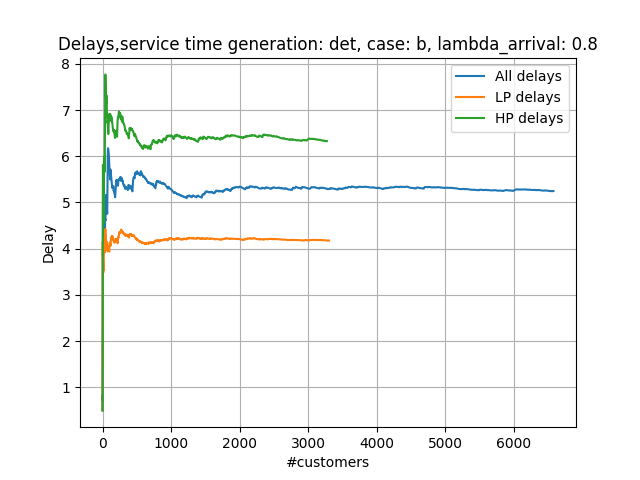 Delays,service time generation: det, case: b, lambda_arrival: 0.8
All delays
LP delays
HP delays
8
7
6
5
4
3
2
1
Delay
0 1000 2000 3000 4000 5000 6000
#customers